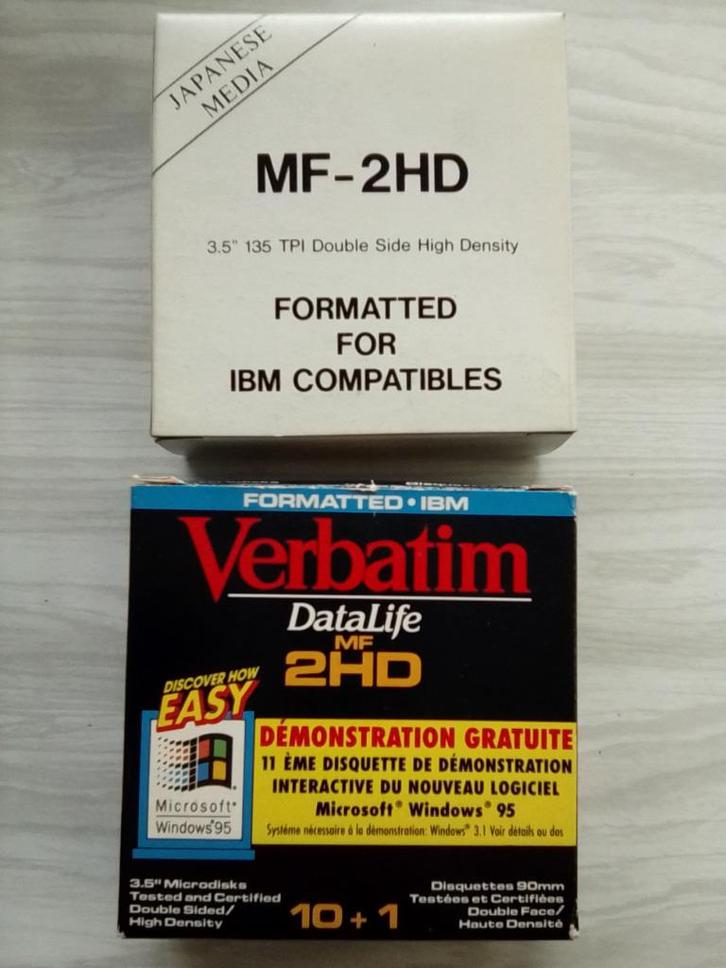 JAPANESE
MEDIA
MF-2HD
3.5" 135 TPI Double Side High Density
FORMATTED
FOR
IBM COMPATIBLES
FORMATTED • IBM
Verbatim
DataLife
MF
2HD
DISCOVER HOW
EASY
Microsoft®
Windows®95
DÉMONSTRATION GRATUITE
11 ÈME DISQUETTE DE DÉMONSTRATION
INTERACTIVE DU NOUVEAU LOGICIEL
Microsoft® Windows® 95
Système nécessaire à la démonstration: Windows® 3.1 Voir détails au dos
3.5" Microdisks
Tested and Certified
Double Sided/
High Density
10 + 1
Disquettes 90mm
Testées et Certifiées
Double Face/
Haute Densité